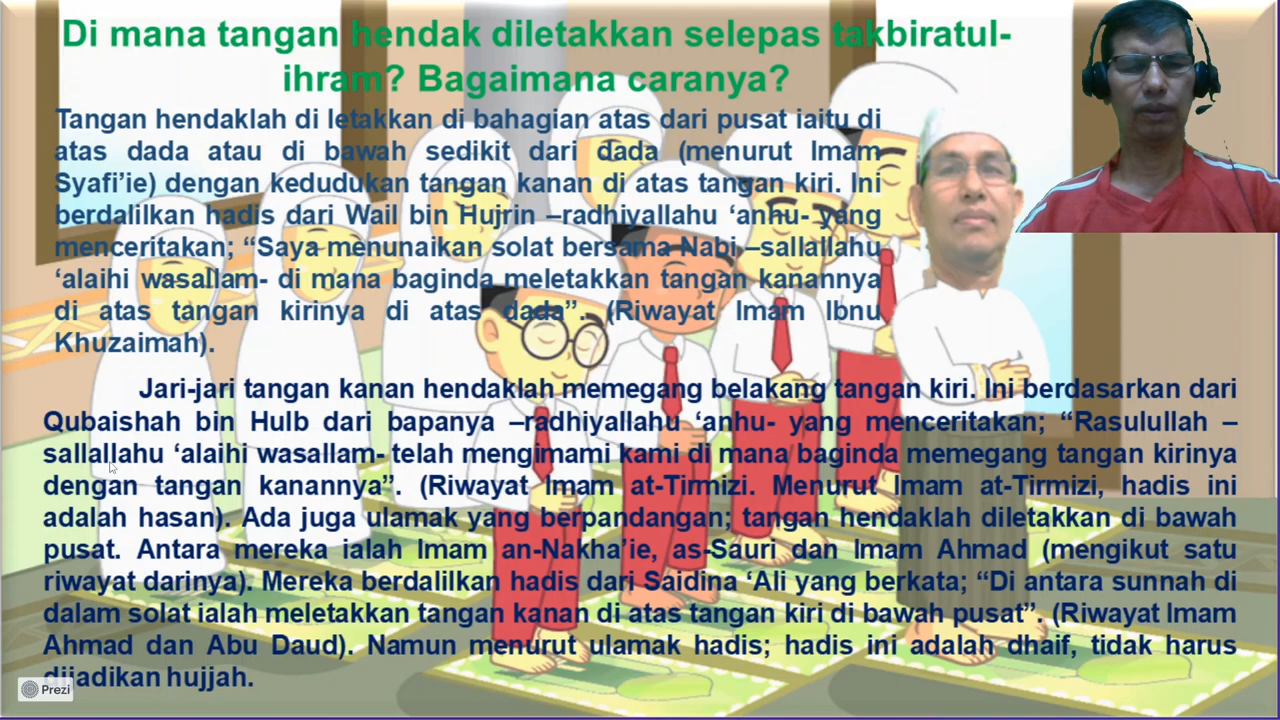 Di mana tangan hendak diletakkan selepas takbiratul-
ihram? Bagaimana caranya?
Tangan hendaklah di letakkan di bahagian atas dari pusat iaitu di
atas dada atau di bawah sedikit dari dada (menurut Imam
Syafi’ie) dengan kedudukan tangan kanan di atas tangan kiri. Ini
berdalilkan hadis dari Wail bin Hujrin –radhiyallahu ‘anhu- yang
menceritakan; “Saya menunaikan solat bersama Nabi –sallallahu
‘alaihi wasallam- di mana baginda meletakkan tangan kanannya
di atas tangan kirinya di atas dada”. (Riwayat Imam Ibnu
Khuzaimah).
Jari-jari tangan kanan hendaklah memegang belakang tangan kiri. Ini berdasarkan dari
Qubaishah bin Hulb dari bapanya –radhiyallahu ‘anhu- yang menceritakan; “Rasulullah –
sallallahu ‘alaihi wasallam- telah mengimami kami di mana baginda memegang tangan kirinya
dengan tangan kanannya”. (Riwayat Imam at-Tirmizi. Menurut Imam at-Tirmizi, hadis ini
adalah hasan). Ada juga ulamak yang berpandangan; tangan hendaklah diletakkan di bawah
pusat. Antara mereka ialah Imam an-Nakha’ie, as-Sauri dan Imam Ahmad (mengikut satu
riwayat darinya). Mereka berdalilkan hadis dari Saidina ‘Ali yang berkata; “Di antara sunnah di
dalam solat ialah meletakkan tangan kanan di atas tangan kiri di bawah pusat”. (Riwayat Imam
Ahmad dan Abu Daud). Namun menurut ulamak hadis; hadis ini adalah dhaif, tidak harus
dijadikan hujjah.
Prezi